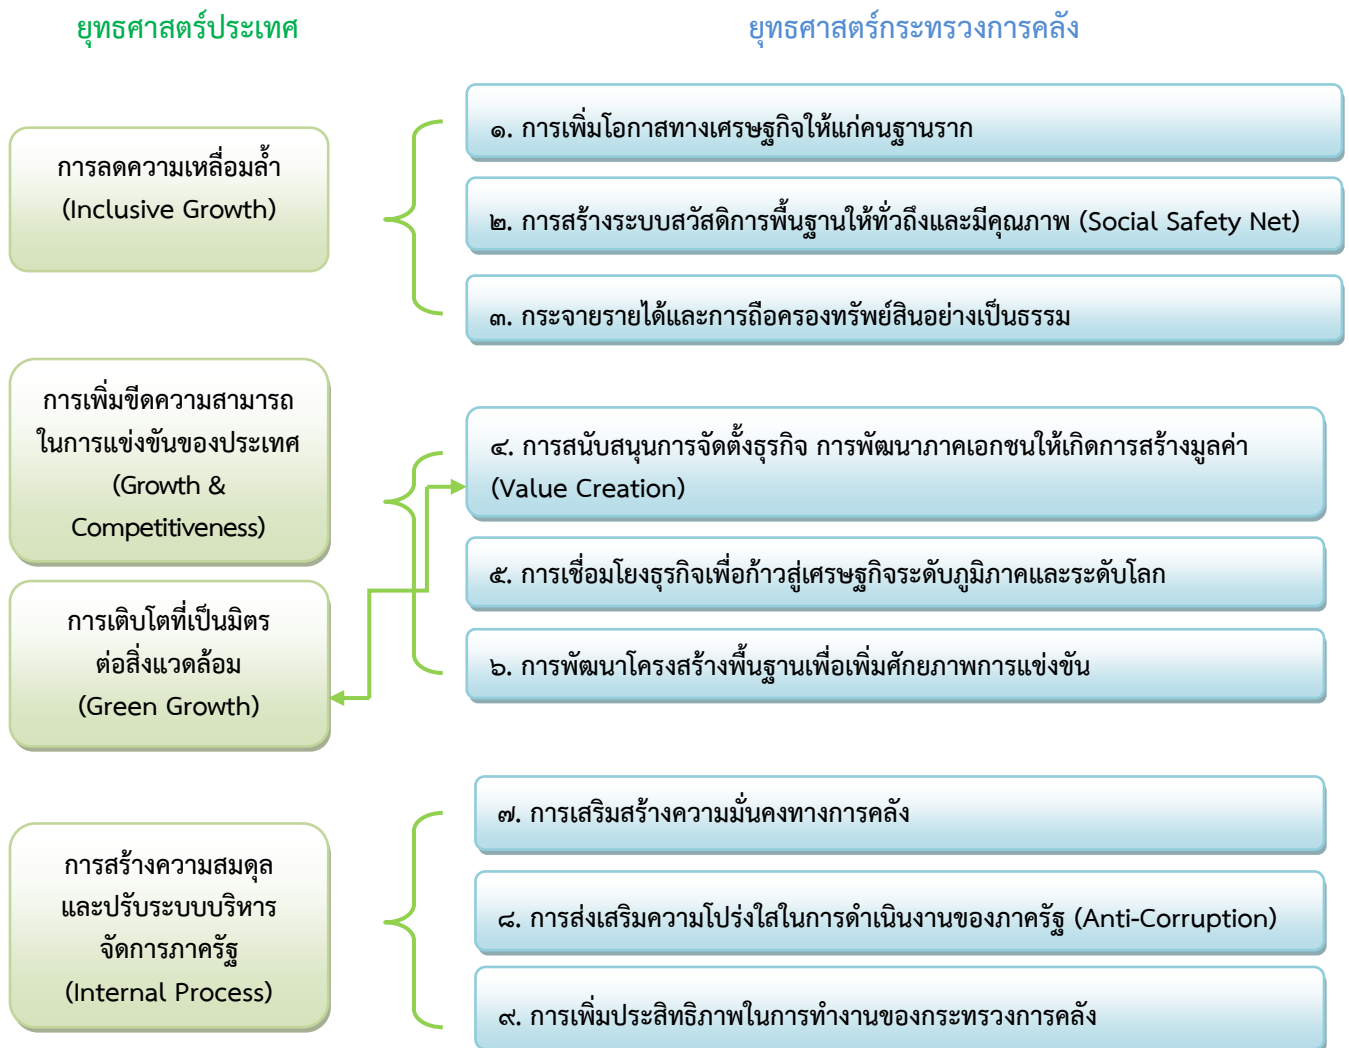 ยุทธศาสตร์ประเทศ
ยุทธศาสตร์กระทรวงการคลัง
การลดความเหลื่อมล้ำ
(Inclusive Growth)
๑. การเพิ่มโอกาสทางเศรษฐกิจให้แก่คนฐานราก
๒. การสร้างระบบสวัสดิการพื้นฐานให้ทั่วถึงและมีคุณภาพ (Social Safety Net)
๓. กระจายรายได้และการถือครองทรัพย์สินอย่างเป็นธรรม
การเพิ่มขีดความสามารถ
ในการแข่งขันของประเทศ
(Growth &
Competitiveness)
๔. การสนับสนุนการจัดตั้งธุรกิจ การพัฒนาภาคเอกชนให้เกิดการสร้างมูลค่า
(Value Creation)
๕. การเชื่อมโยงธุรกิจเพื่อก้าวสู่เศรษฐกิจระดับภูมิภาคและระดับโลก
๖. การพัฒนาโครงสร้างพื้นฐานเพื่อเพิ่มศักยภาพการแข่งขัน
การเติบโตที่เป็นมิตร
ต่อสิ่งแวดล้อม
(Green Growth)
การสร้างความสมดุล
และปรับระบบบริหาร
จัดการภาครัฐ
(Internal Process)
๗. การเสริมสร้างความมั่นคงทางการคลัง
๘. การส่งเสริมความโปร่งใสในการดำเนินงานของภาครัฐ (Anti-Corruption)
๙. การเพิ่มประสิทธิภาพในการทำงานของกระทรวงการคลัง